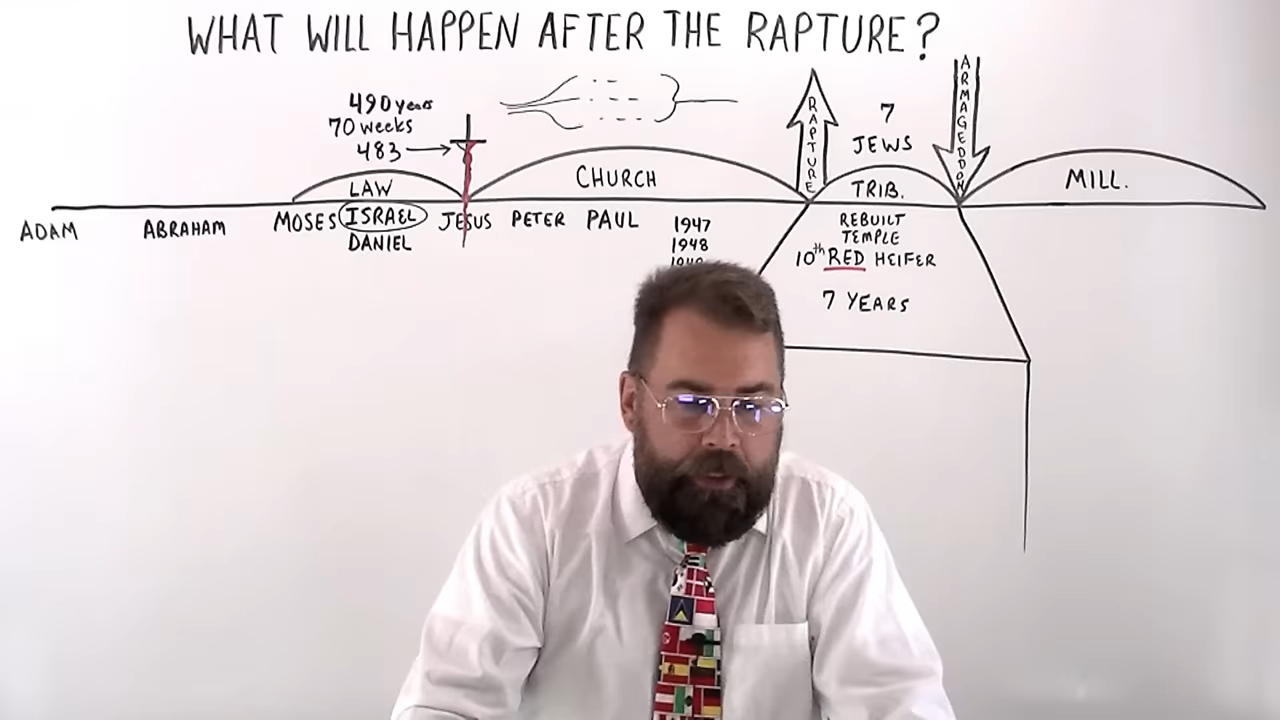 WHAT WILL HAPPEN AFTER THE RAPTURE?
490 years
70 weeks
483
LAW
CHURCH
RAPTURE
7
JEWS
TRIB.
ARMAGEDDON
MILL.
ADAM
ABRAHAM
MOSES
ISRAEL
DANIEL
JESUS
PETER
PAUL
1947
1948
REBUILT
TEMPLE
10th RED HEIFER
7 YEARS